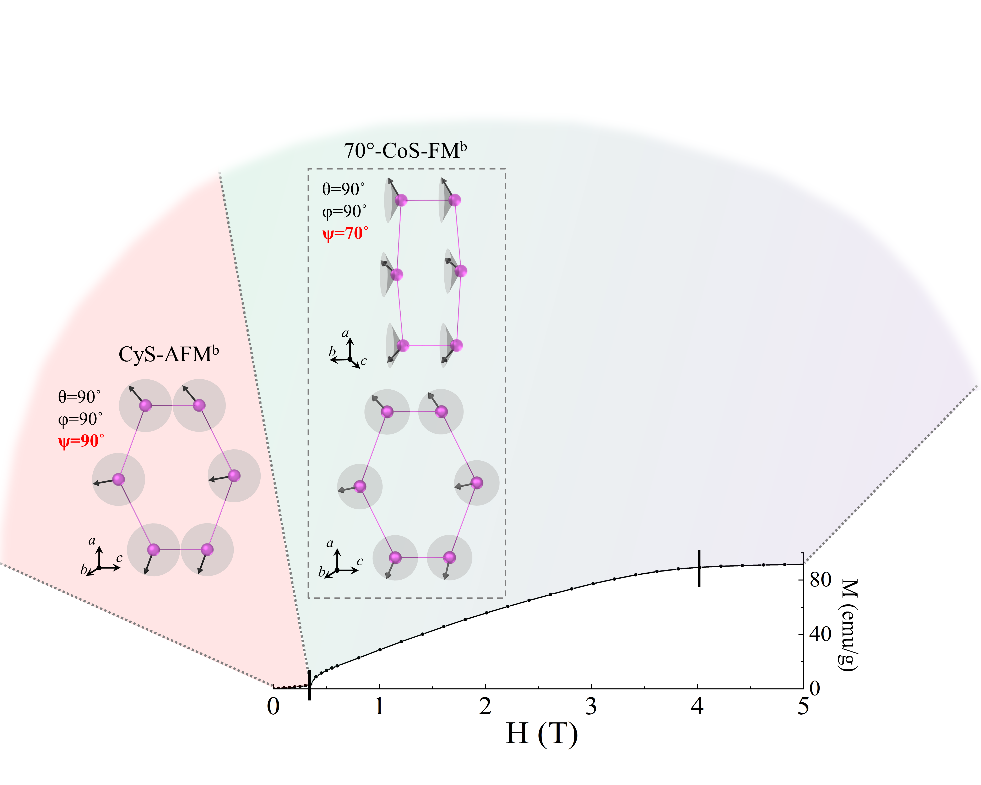 70°-CoS-FMᵇ
θ=90°
φ=90°
ψ=70°
a
b
c
CyS-AFMᵇ
θ=90°
φ=90°
ψ=90°
a
b
c
a
b
c
80
40
0
M (emu/g)
0 1 2 3 4 5
H (T)